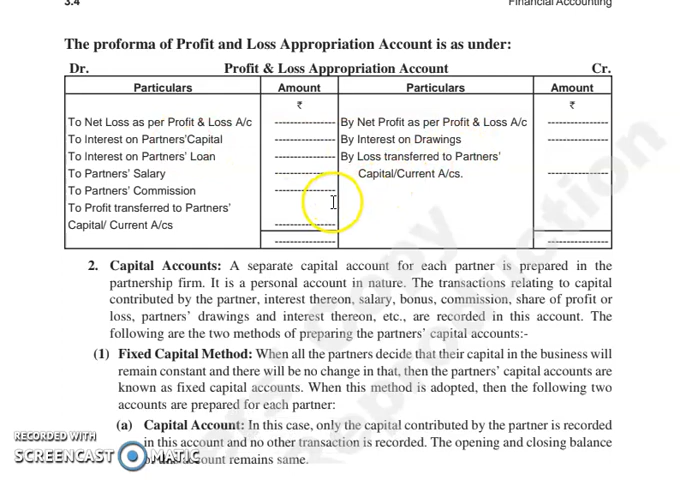 3.4 Financial Accounting
The proforma of Profit and Loss Appropriation Account is as under:
Dr. Profit & Loss Appropriation Account Cr.
Particulars Amount Particulars Amount
₹ ₹
To Net Loss as per Profit & Loss A/c ---------------- By Net Profit as per Profit & Loss A/c ----------------
To Interest on Partners'Capital ---------------- By Interest on Drawings ----------------
To Interest on Partners' Loan ---------------- By Loss transferred to Partners'
To Partners' Salary ---------------- Capital/Current A/cs. ----------------
To Partners' Commission ----------------
To Profit transferred to Partners'
Capital/ Current A/cs ----------------
---------------- ----------------
2. Capital Accounts: A separate capital account for each partner is prepared in the
partnership firm. It is a personal account in nature. The transactions relating to capital
contributed by the partner, interest thereon, salary, bonus, commission, share of profit or
loss, partners' drawings and interest thereon, etc., are recorded in this account. The
following are the two methods of preparing the partners' capital accounts:-
(1) Fixed Capital Method: When all the partners decide that their capital in the business will
remain constant and there will be no change in that, then the partners' capital accounts are
known as fixed capital accounts. When this method is adopted, then the following two
accounts are prepared for each partner:
(a) Capital Account: In this case, only the capital contributed by the partner is recorded
in this account and no other transaction is recorded. The opening and closing balance
account remains same.
RECORDED WITH
SCREENCAST MATIC